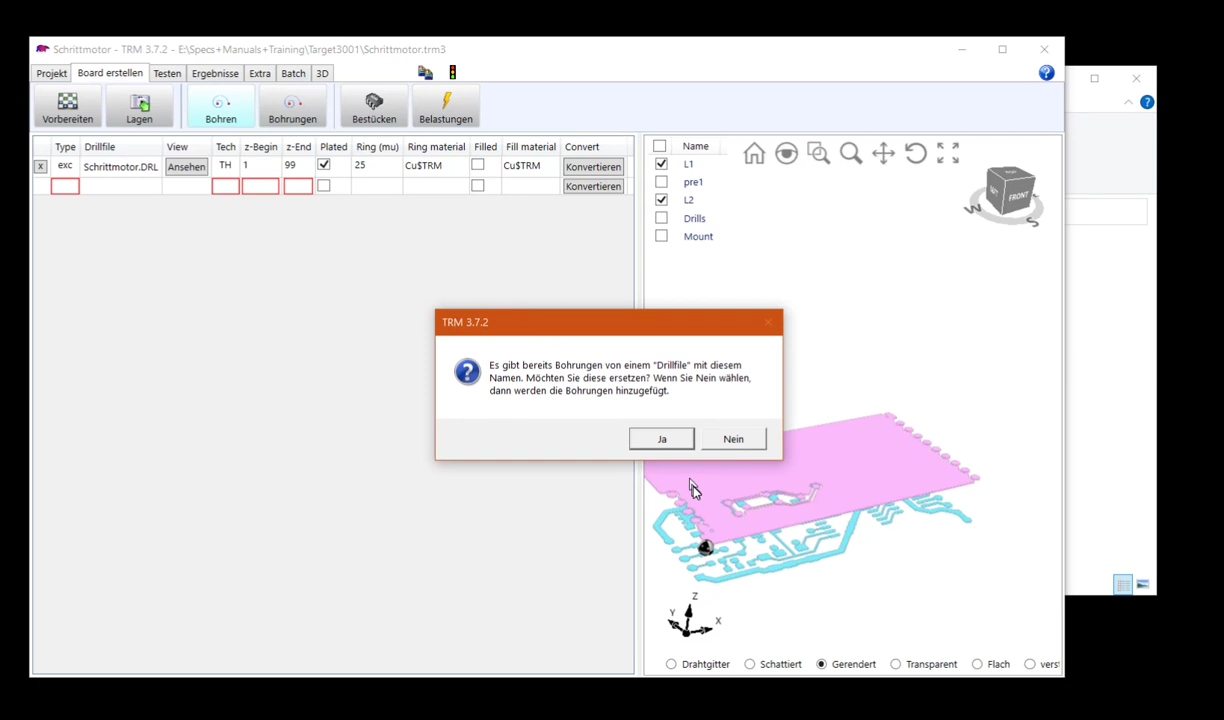 Schrittmotor - TRM 3.7.2 - E:\Specs+Manuals+Training\Target3001\Schrittmotor.trm3
Projekt Board erstellen Testen Ergebnisse Extra Batch 3D
Vorbereiten Lagen Bohren Bohrungen Bestücken Belastungen
Type Drillfile View Tech z-Begin z-End Plated Ring (mu) Ring material Filled Fill material Convert
x exc Schrittmotor.DRL Ansehen TH 1 99 25 Cu$TRM Cu$TRM Konvertieren
Konvertieren
Name
L1
pre1
L2
Drills
Mount
FRONT
W
S
TRM 3.7.2
Es gibt bereits Bohrungen von einem "Drillfile" mit diesem
Namen. Möchten Sie diese ersetzen? Wenn Sie Nein wählen,
dann werden die Bohrungen hinzugefügt.
Ja Nein
Z
Y
X
Drahtgitter Schattiert Gerendert Transparent Flach vers